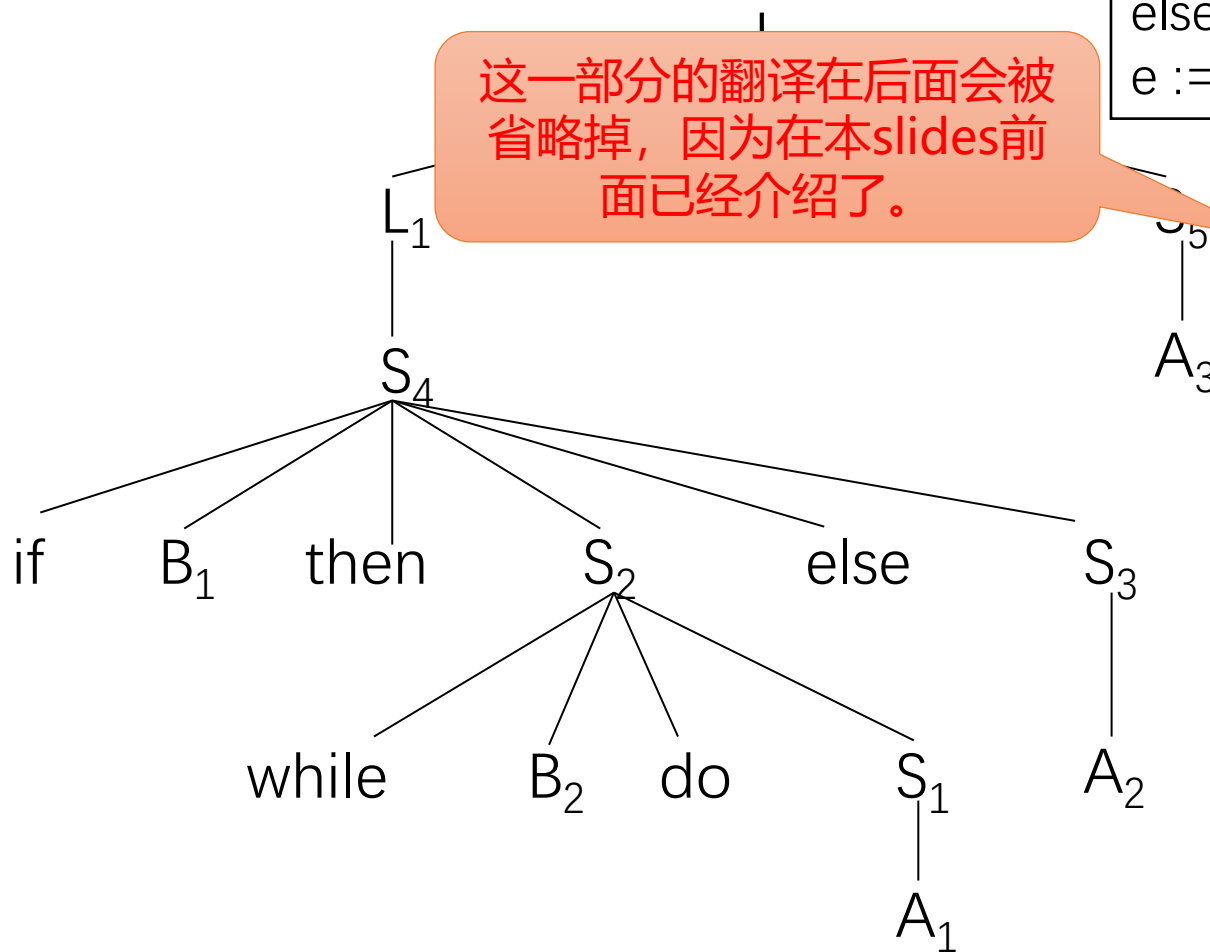 else
e :=
这一部分的翻译在后面会被
省略掉，因为在本slides前
面已经介绍了。
L₁
S₅
S₄
A₃
if B₁ then S₂ else S₃
while B₂ do S₁ A₂
A₁